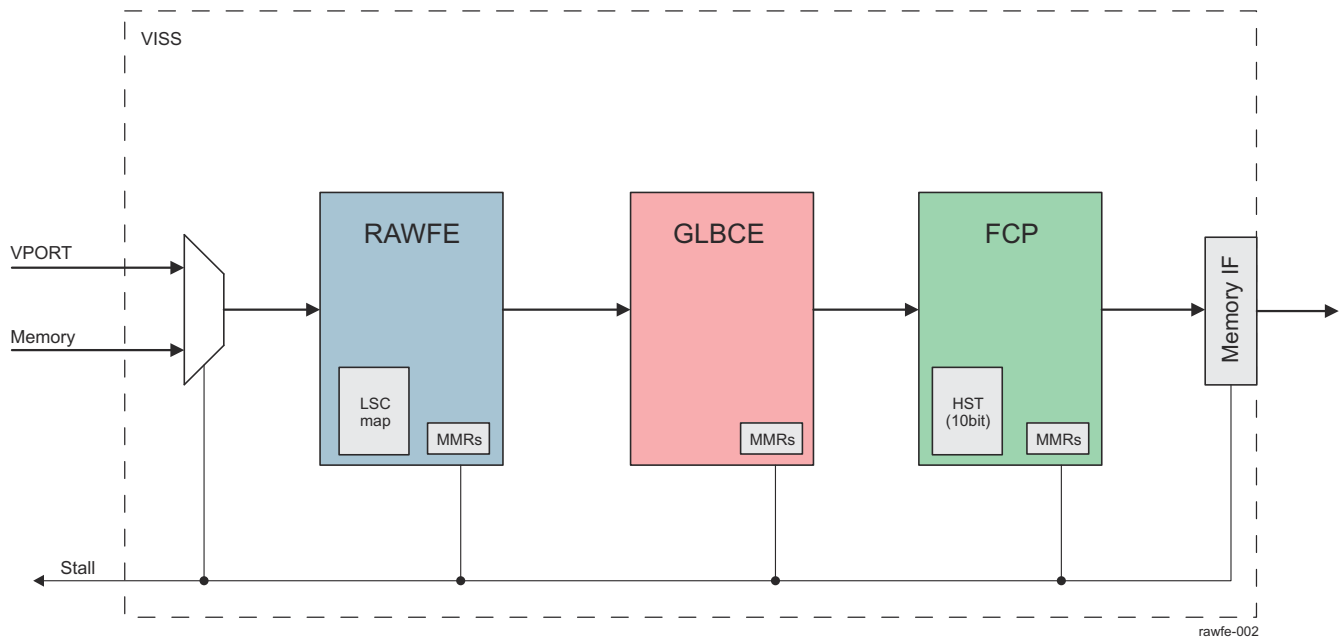 VISS
VPORT
Memory
RAWFE
LSC
map
MMRs
GLBCE
MMRs
FCP
HST
(10bit)
MMRs
Memory IF
Stall
rawfe-002